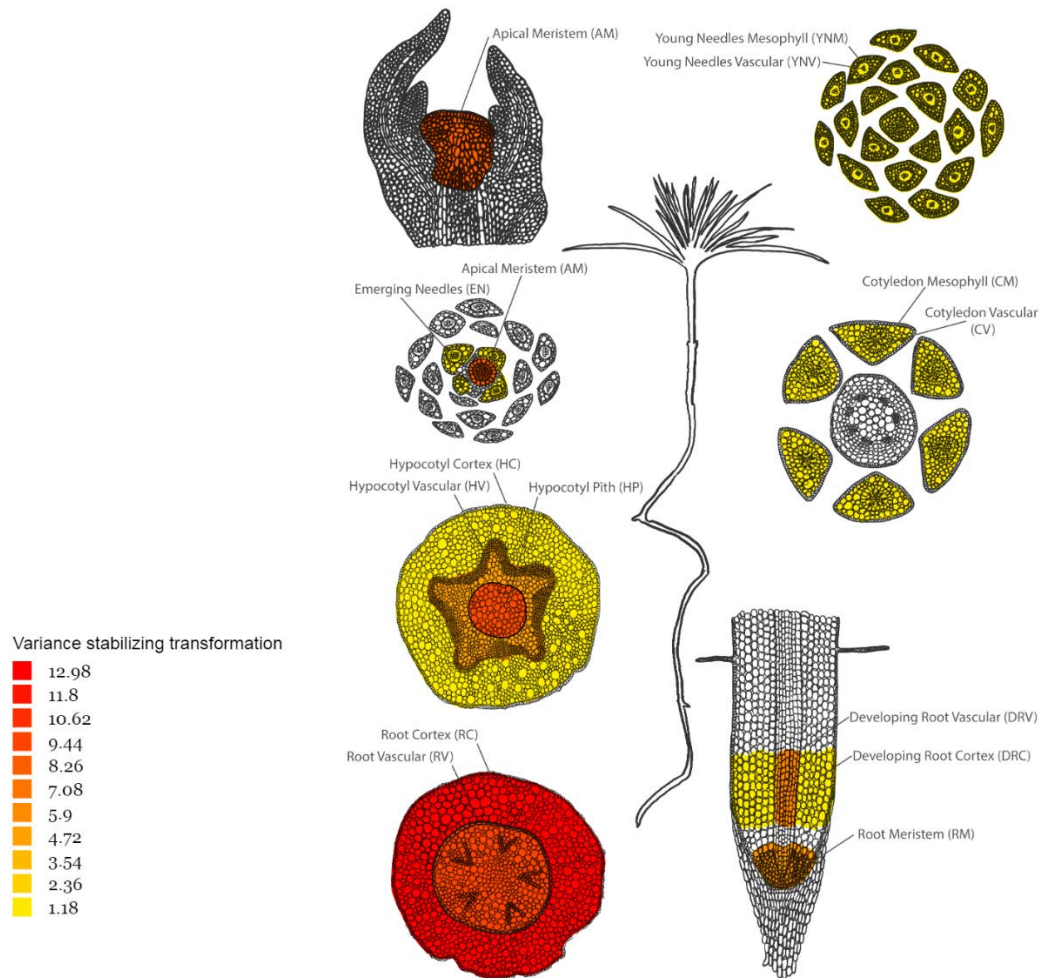 Apical Meristem (AM)
Young Needles Mesophyll (YNM)
Young Needles Vascular (YNV)
Apical Meristem (AM)
Emerging Needles (EN)
Cotyledon Mesophyll (CM)
Cotyledon Vascular
(CV)
Hypocotyl Cortex (HC)
Hypocotyl Vascular (HV)
Hypocotyl Pith (HP)
Variance stabilizing transformation
12.98
11.8
10.62
9.44
8.26
7.08
5.9
4.72
3.54
2.36
1.18
Root Cortex (RC)
Root Vascular (RV)
Developing Root Vascular (DRV)
Developing Root Cortex (DRC)
Root Meristem (RM)